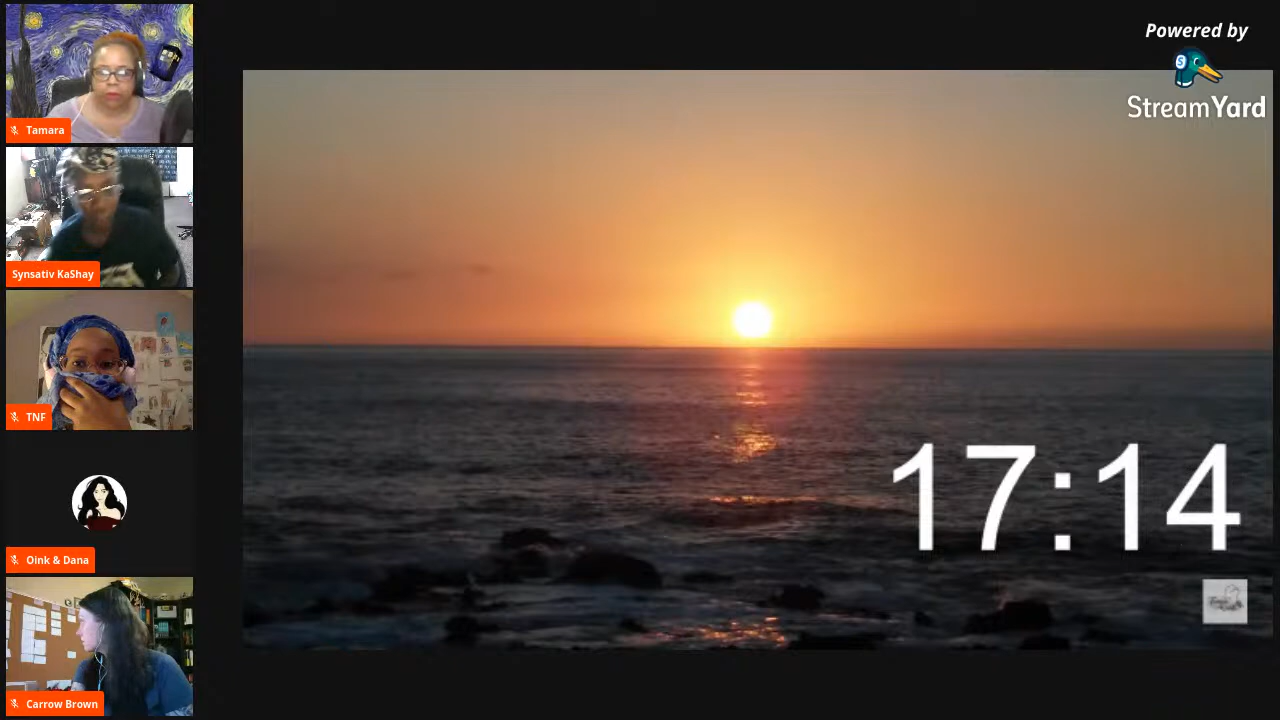 Powered by
StreamYard
Tamara
Synsativ KaShay
TNF
Oink & Dana
Carrow Brown
17:14